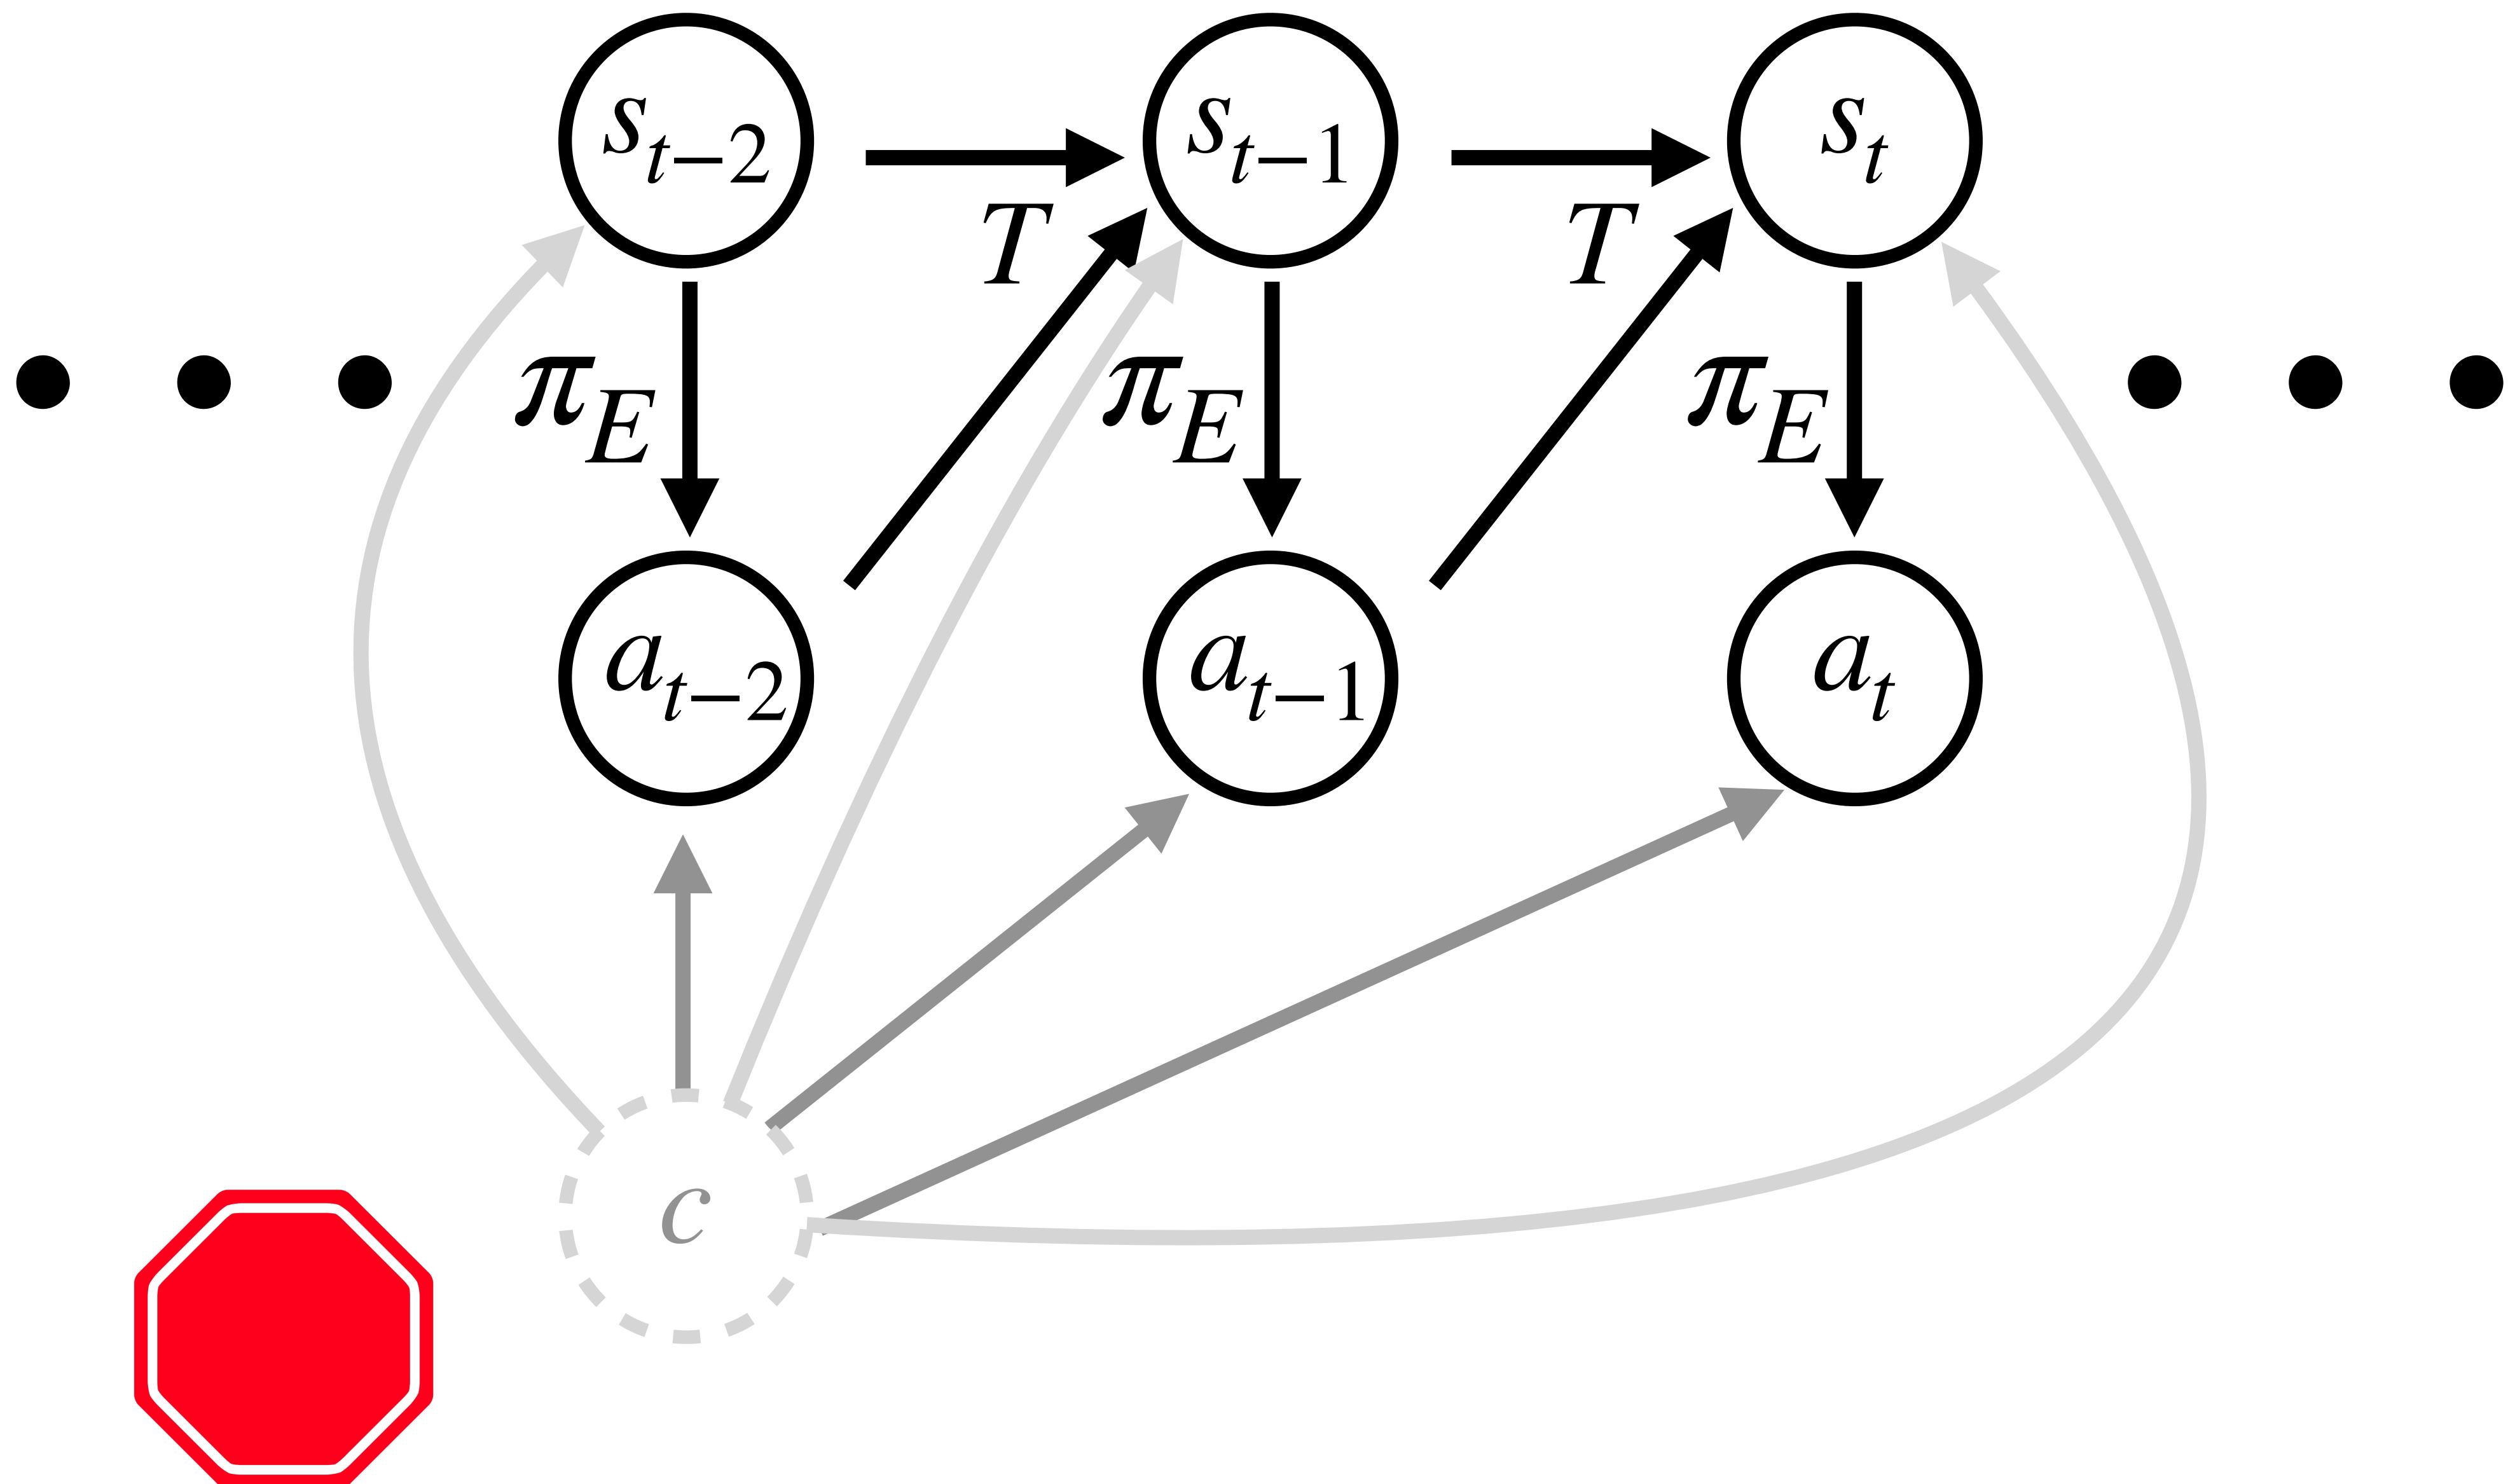 s_{t−2} s_{t−1} s_t
T T
π_E π_E π_E
a_{t−2} a_{t−1} a_t
c